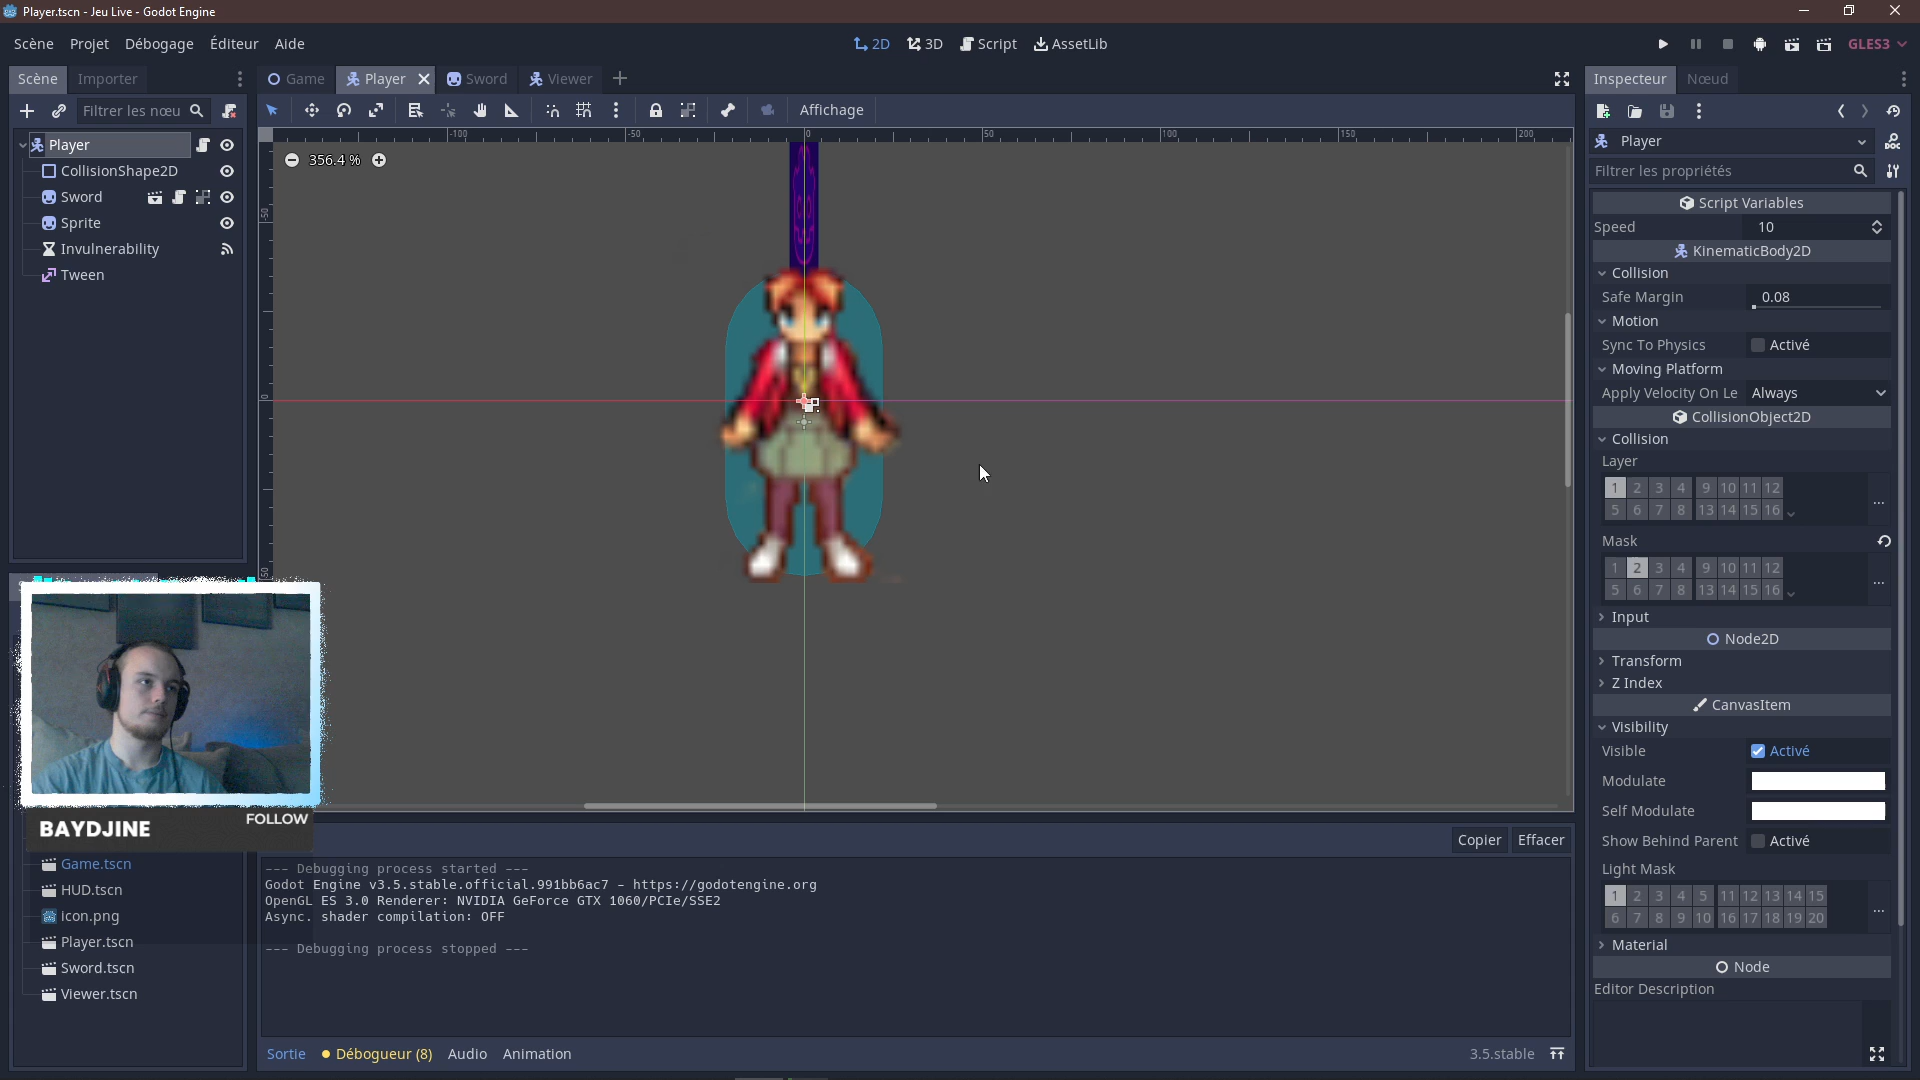 Player.tscn - Jeu Live - Godot Engine
Scène Projet Débogage Éditeur Aide
2D 3D Script AssetLib
GLES3
Scène Importer
Game Player Sword Viewer
Inspecteur Nœud
Filtrer les nœu
Affichage
Player
CollisionShape2D
Sword
Sprite
Invulnerability
Tween
356.4 %
-100 -50 0 50 100 150 200
-50
0
50
Player
Filtrer les propriétés
Script Variables
Speed 10
KinematicBody2D
Collision
Safe Margin 0.08
Motion
Sync To Physics Activé
Moving Platform
Apply Velocity On Le Always
CollisionObject2D
Collision
Layer
1 2 3 4 9 10 11 12
5 6 7 8 13 14 15 16
Mask
1 2 3 4 9 10 11 12
5 6 7 8 13 14 15 16
Input
Node2D
Transform
Z Index
CanvasItem
Visibility
Visible Activé
Modulate
Self Modulate
Show Behind Parent Activé
Light Mask
1 2 3 4 5 11 12 13 14 15
6 7 8 9 10 16 17 18 19 20
Material
Node
Editor Description
BAYDJINE
FOLLOW
Game.tscn
HUD.tscn
icon.png
Player.tscn
Sword.tscn
Viewer.tscn
Copier Effacer
--- Debugging process started ---
Godot Engine v3.5.stable.official.991bb6ac7 - https://godotengine.org
OpenGL ES 3.0 Renderer: NVIDIA GeForce GTX 1060/PCIe/SSE2
Async. shader compilation: OFF
--- Debugging process stopped ---
Sortie Débogueur (8) Audio Animation
3.5.stable